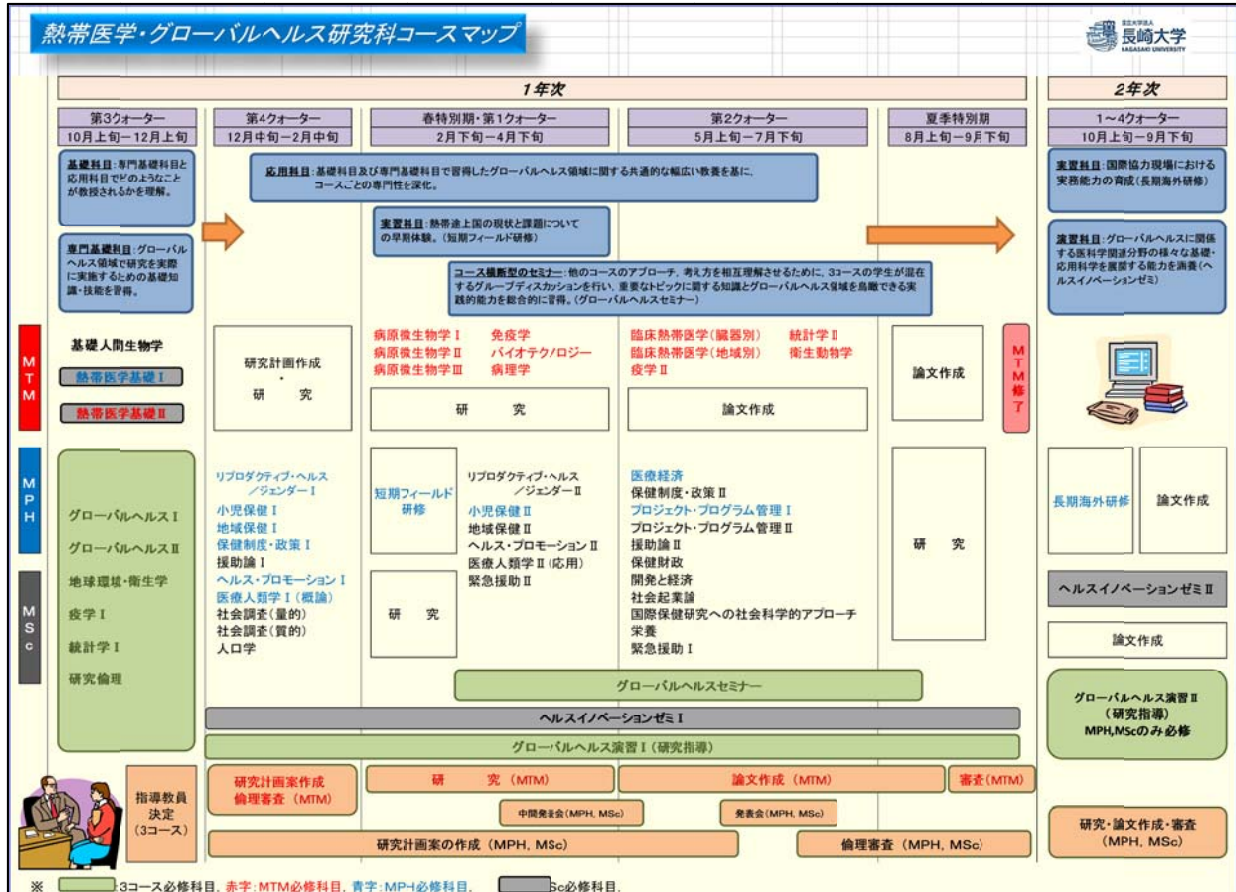 熱帯医学・グローバルヘルス研究科コースマップ
国立大学法人
長崎大学
NAGASAKI UNIVERSITY
1年次
2年次
第3クォーター
10月上旬－12月上旬
第4クォーター
12月中旬－2月中旬
春特別期・第1クォーター
2月下旬－4月下旬
第2クォーター
5月上旬－7月下旬
夏季特別期
8月上旬－9月下旬
1～4クォーター
10月上旬－9月下旬
基礎科目：専門基礎科目と
応用科目でどのようなこと
が教授されるかを理解。
専門基礎科目：グローバル
ヘルス領域で研究を実際
に実施するための基礎知
識・技能を習得。
応用科目：基礎科目及び専門基礎科目で習得したグローバルヘルス領域に関する共通的な幅広い教養を基に、
コースごとの専門性を深化。
実習科目：熱帯途上国の現状と課題について
の早期体験。（短期フィールド研修）
コース横断型のセミナー：他のコースのアプローチ，考え方を相互理解させるために，3コースの学生が混在
するグループディスカッションを行い，重要なトピックに関する知識とグローバルヘルス領域を鳥瞰できる実
践的能力を総合的に習得。（グローバルヘルスセミナー）
実習科目：国際協力現場における
実務能力の育成（長期海外研修）
演習科目：グローバルヘルスに関係
する医科学関連分野の様々な基礎・
応用科学を展開する能力を涵養（ヘ
ルスイノベーションゼミ）
MTM
基礎人間生物学
熱帯医学基礎Ⅰ
熱帯医学基礎Ⅱ
研究計画作成
・
研　究
病原微生物学Ⅰ　免疫学
病原微生物学Ⅱ　バイオテクノロジー
病原微生物学Ⅲ　病理学
研　究
臨床熱帯医学（臓器別）　統計学Ⅱ
臨床熱帯医学（地域別）　衛生動物学
疫学Ⅱ
論文作成
論文作成
MTM修了
MPH
MSc
グローバルヘルスⅠ
グローバルヘルスⅡ
地球環境・衛生学
疫学Ⅰ
統計学Ⅰ
研究倫理
リプロダクティブ・ヘルス
／ジェンダーⅠ
小児保健Ⅰ
地域保健Ⅰ
保健制度・政策Ⅰ
援助論Ⅰ
ヘルス・プロモーションⅠ
医療人類学Ⅰ（概論）
社会調査（量的）
社会調査（質的）
人口学
短期フィールド
研修
研　究
リプロダクティブ・ヘルス
／ジェンダーⅡ
小児保健Ⅱ
地域保健Ⅱ
ヘルス・プロモーションⅡ
医療人類学Ⅱ（応用）
緊急援助Ⅱ
医療経済
保健制度・政策Ⅱ
プロジェクト・プログラム管理Ⅰ
プロジェクト・プログラム管理Ⅱ
援助論Ⅱ
保健財政
開発と経済
社会起業論
国際保健研究への社会科学的アプローチ
栄養
緊急援助Ⅰ
研　究
長期海外研修
論文作成
ヘルスイノベーションゼミⅡ
論文作成
グローバルヘルスセミナー
ヘルスイノベーションゼミⅠ
グローバルヘルス演習Ⅰ（研究指導）
グローバルヘルス演習Ⅱ
（研究指導）
MPH,MScのみ必修
指導教員
決定
（3コース）
研究計画案作成
倫理審査（MTM）
研　究（MTM）
論文作成（MTM）
審査（MTM）
中間発表会（MPH, MSc）
発表会（MPH, MSc）
研究計画案の作成（MPH, MSc）
倫理審査（MPH, MSc）
研究・論文作成・審査
（MPH, MSc）
※　：3コース必修科目，赤字：MTM必修科目，青字：MPH必修科目，　Sc必修科目．